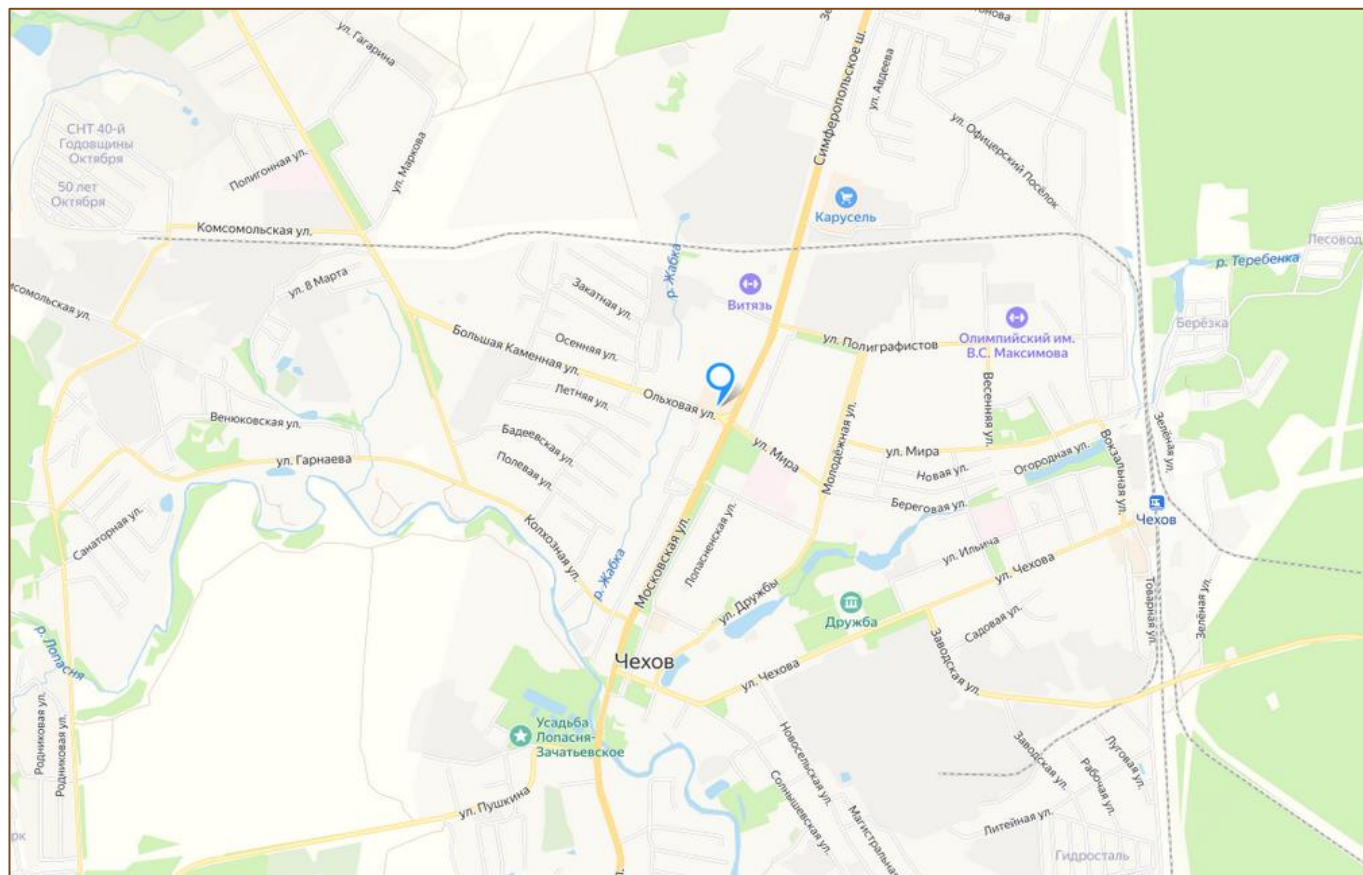 ул. Гагарина
Симферопольское ш.
ул. Авдеева
СНТ 40-й
Годовщины
Октября
50 лет
Октября
Полигонная ул.
ул. Маркова
ул. Офицерский Посёлок
Карусель
Комсомольская ул.
Лесовод
р. Теребенка
р. Жабка
ул. 8 Марта
Закатная ул.
Витязь
Берёзка
Осенняя ул.
Большая Каменная ул.
ул. Полиграфистов
Олимпийский им.
В.С. Максимова
Летняя ул.
Ольховая ул.
Весенняя ул.
Венюковская ул.
Бадеевская ул.
ул. Мира
Молодёжная ул.
ул. Мира
Зелёная ул.
ул. Гарнаева
Полевая ул.
Новая ул.
Огородная ул.
Вокзальная ул.
Береговая ул.
Чехов
Санаторная ул.
Колхозная ул.
Лопасненская ул.
ул. Ильича
ул. Чехова
р. Жабка
Московская ул.
ул. Дружбы
Товарная ул.
Зелёная ул.
Дружба
Садовая ул.
р. Лопасня
Чехов
ул. Чехова
Заводская ул.
Родниковая ул.
Родниковая ул.
Усадьба
Лопасня-
Зачатьевское
Новосельская ул.
Заводская ул.
Луговая ул.
Рабочая ул.
ул. Пушкина
Солнышевская ул.
Магистральная
Литейная ул.
Гидросталь